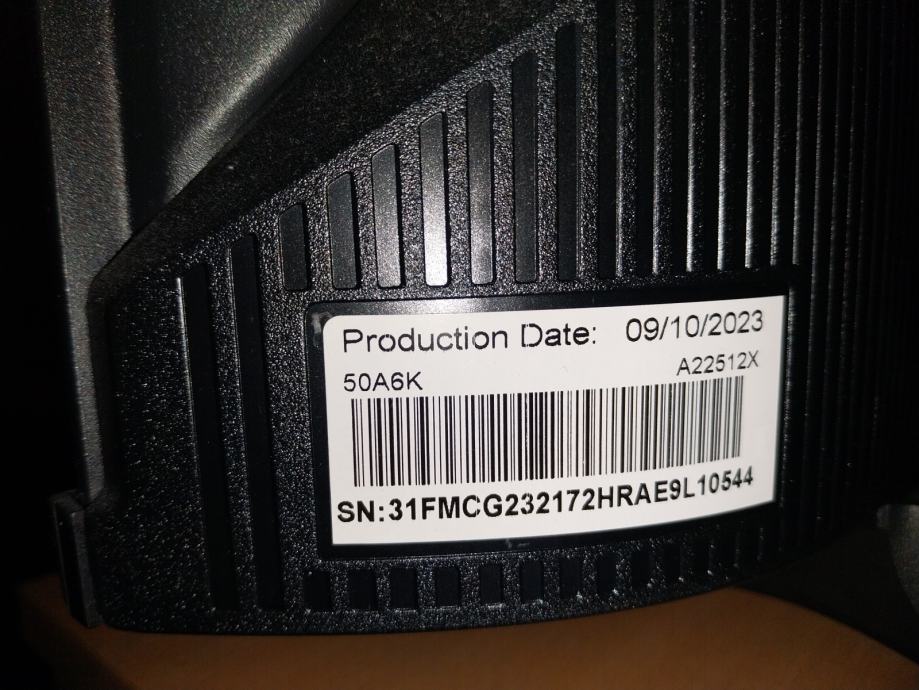 Production Date: 09/10/2023
50A6K A22512X
SN:31FMCG232172HRAE9L10544